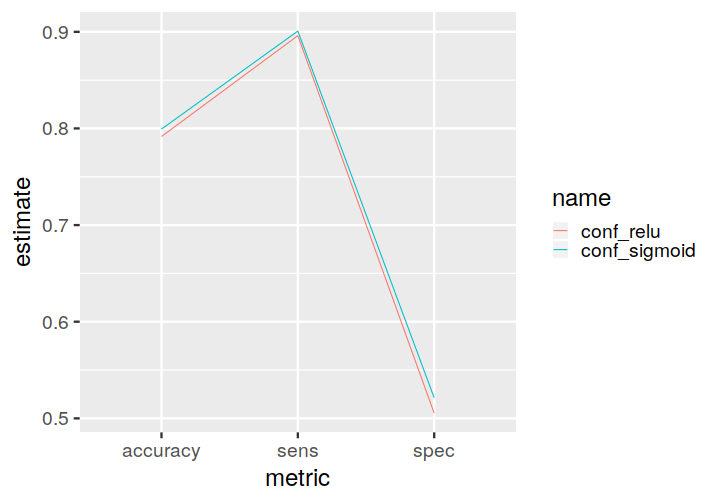 0.9
0.8
0.7
0.6
0.5
estimate
accuracy sens spec
metric
name
conf_relu
conf_sigmoid